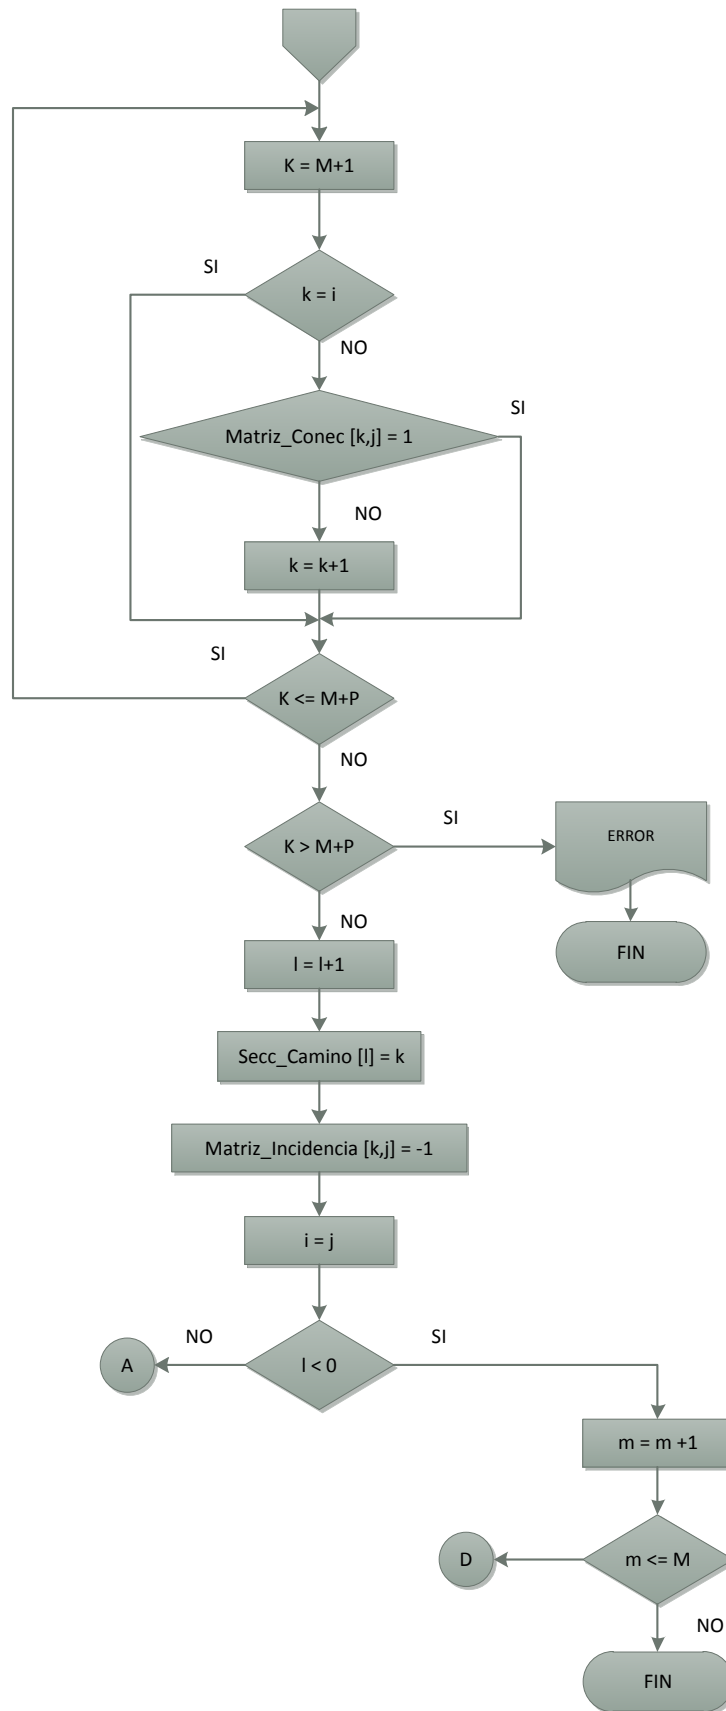 K = M+1
SI
k = i
NO
SI
Matriz_Conec [k,j] = 1
NO
k = k+1
SI
K <= M+P
NO
SI
K > M+P
ERROR
NO
FIN
l = l+1
Secc_Camino [l] = k
Matriz_Incidencia [k,j] = -1
i = j
NO
SI
A
l < 0
m = m +1
D
m <= M
NO
FIN